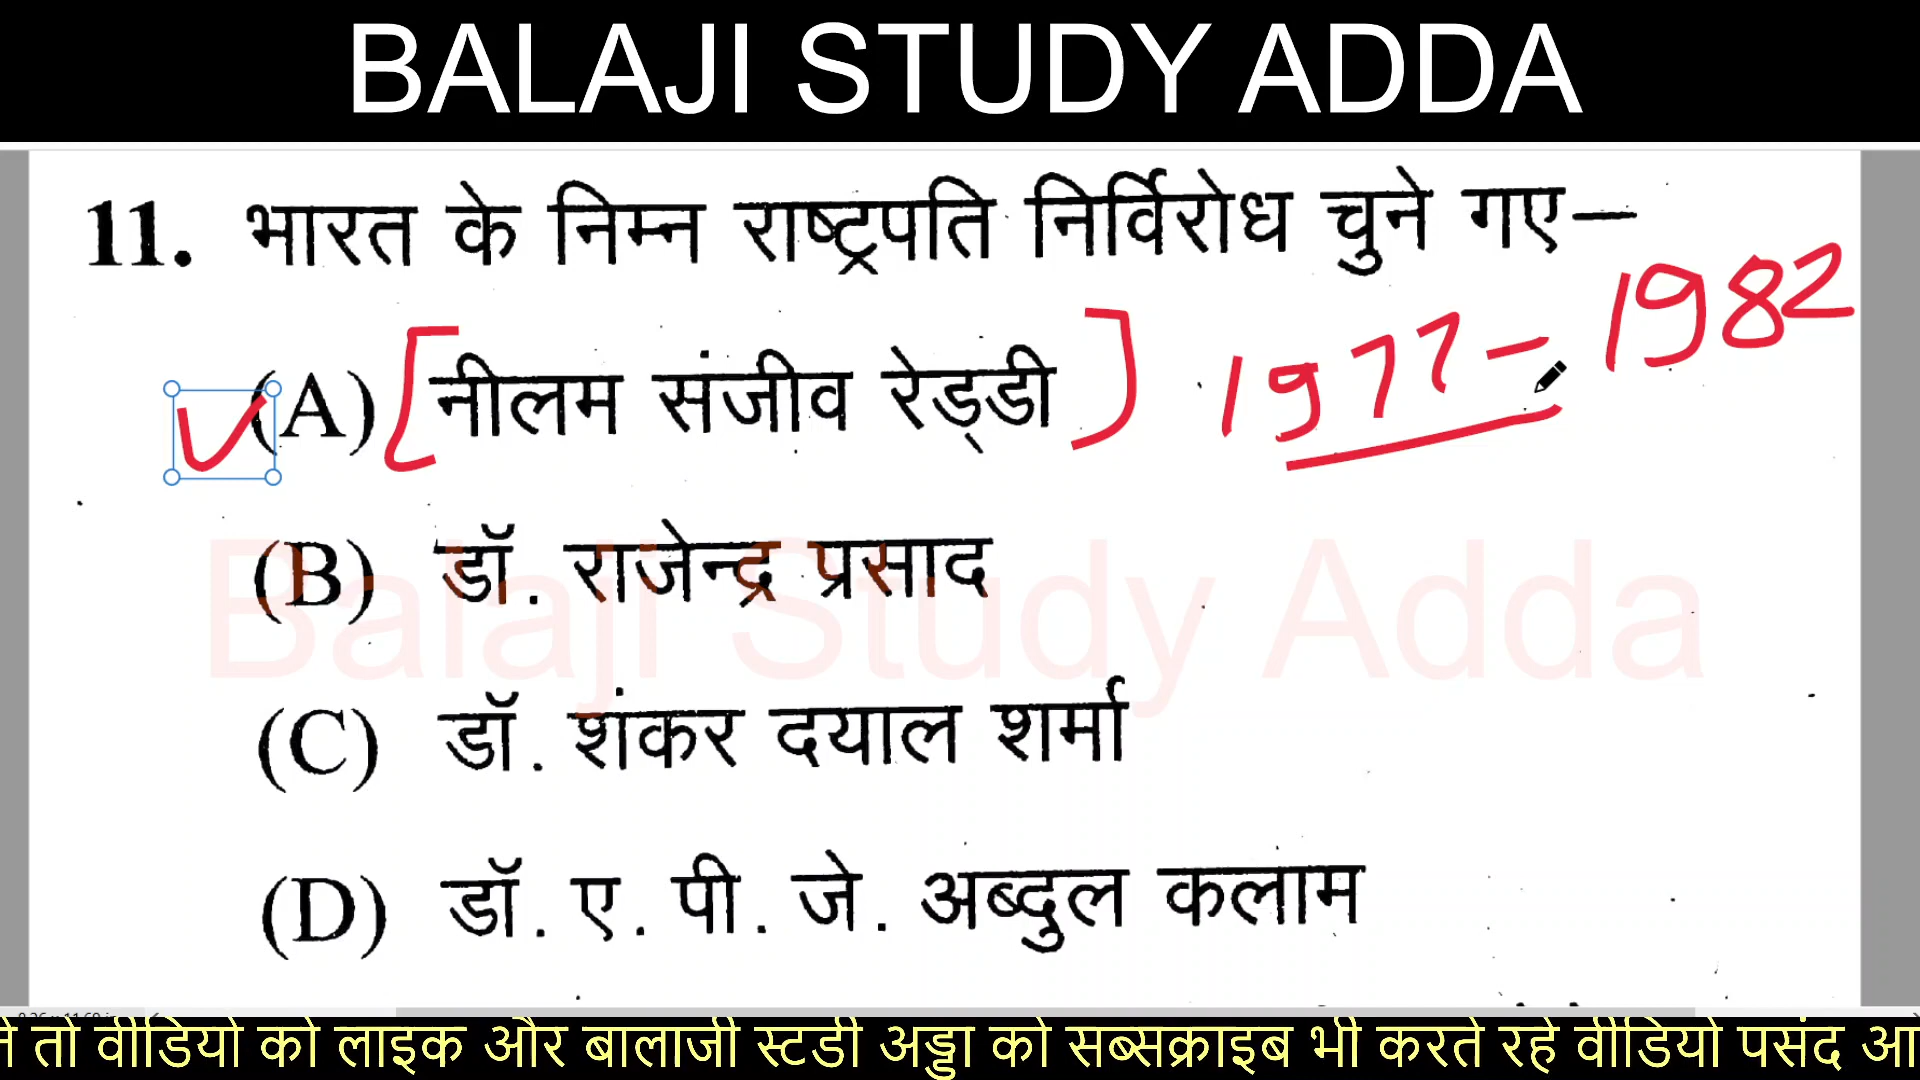 BALAJI STUDY ADDA
11. भारत के निम्न राष्ट्रपति निर्विरोध चुने गए—
(A) [नीलम संजीव रेड्डी] 1977 - 1982
(B) डॉ. राजेन्द्र प्रसाद
Balaji Study Adda
(C) डॉ. शंकर दयाल शर्मा
(D) डॉ. ए. पी. जे. अब्दुल कलाम
तो वीडियो को लाइक और बालाजी स्टडी अड्डा को सब्सक्राइब भी करते रहे वीडियो पसंद